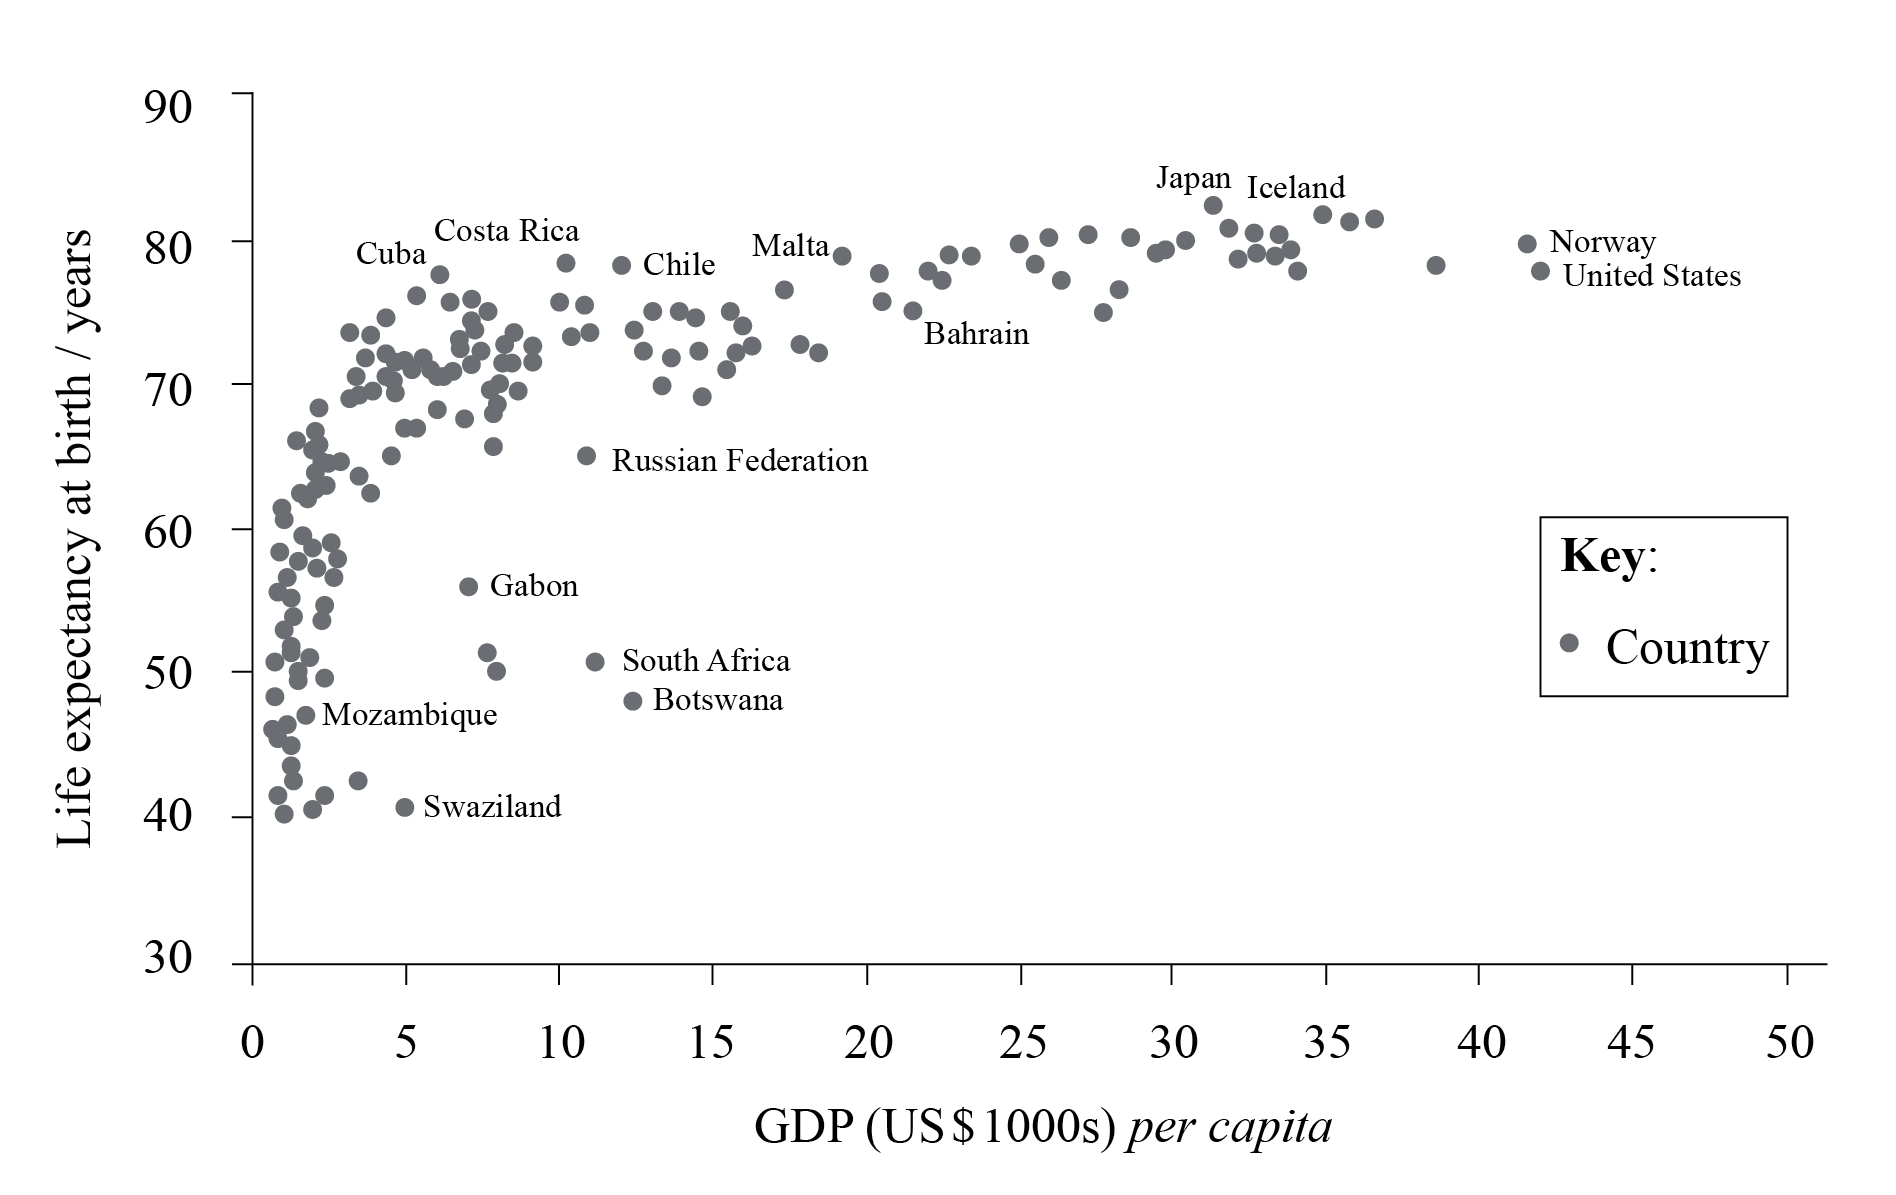 90
80
70
60
50
40
30
Life expectancy at birth / years
Japan
Iceland
Costa Rica
Cuba
Malta
Chile
Norway
United States
Bahrain
Russian Federation
Gabon
South Africa
Botswana
Mozambique
Swaziland
Key:
Country
0 5 10 15 20 25 30 35 40 45 50
GDP (US $ 1000s) per capita